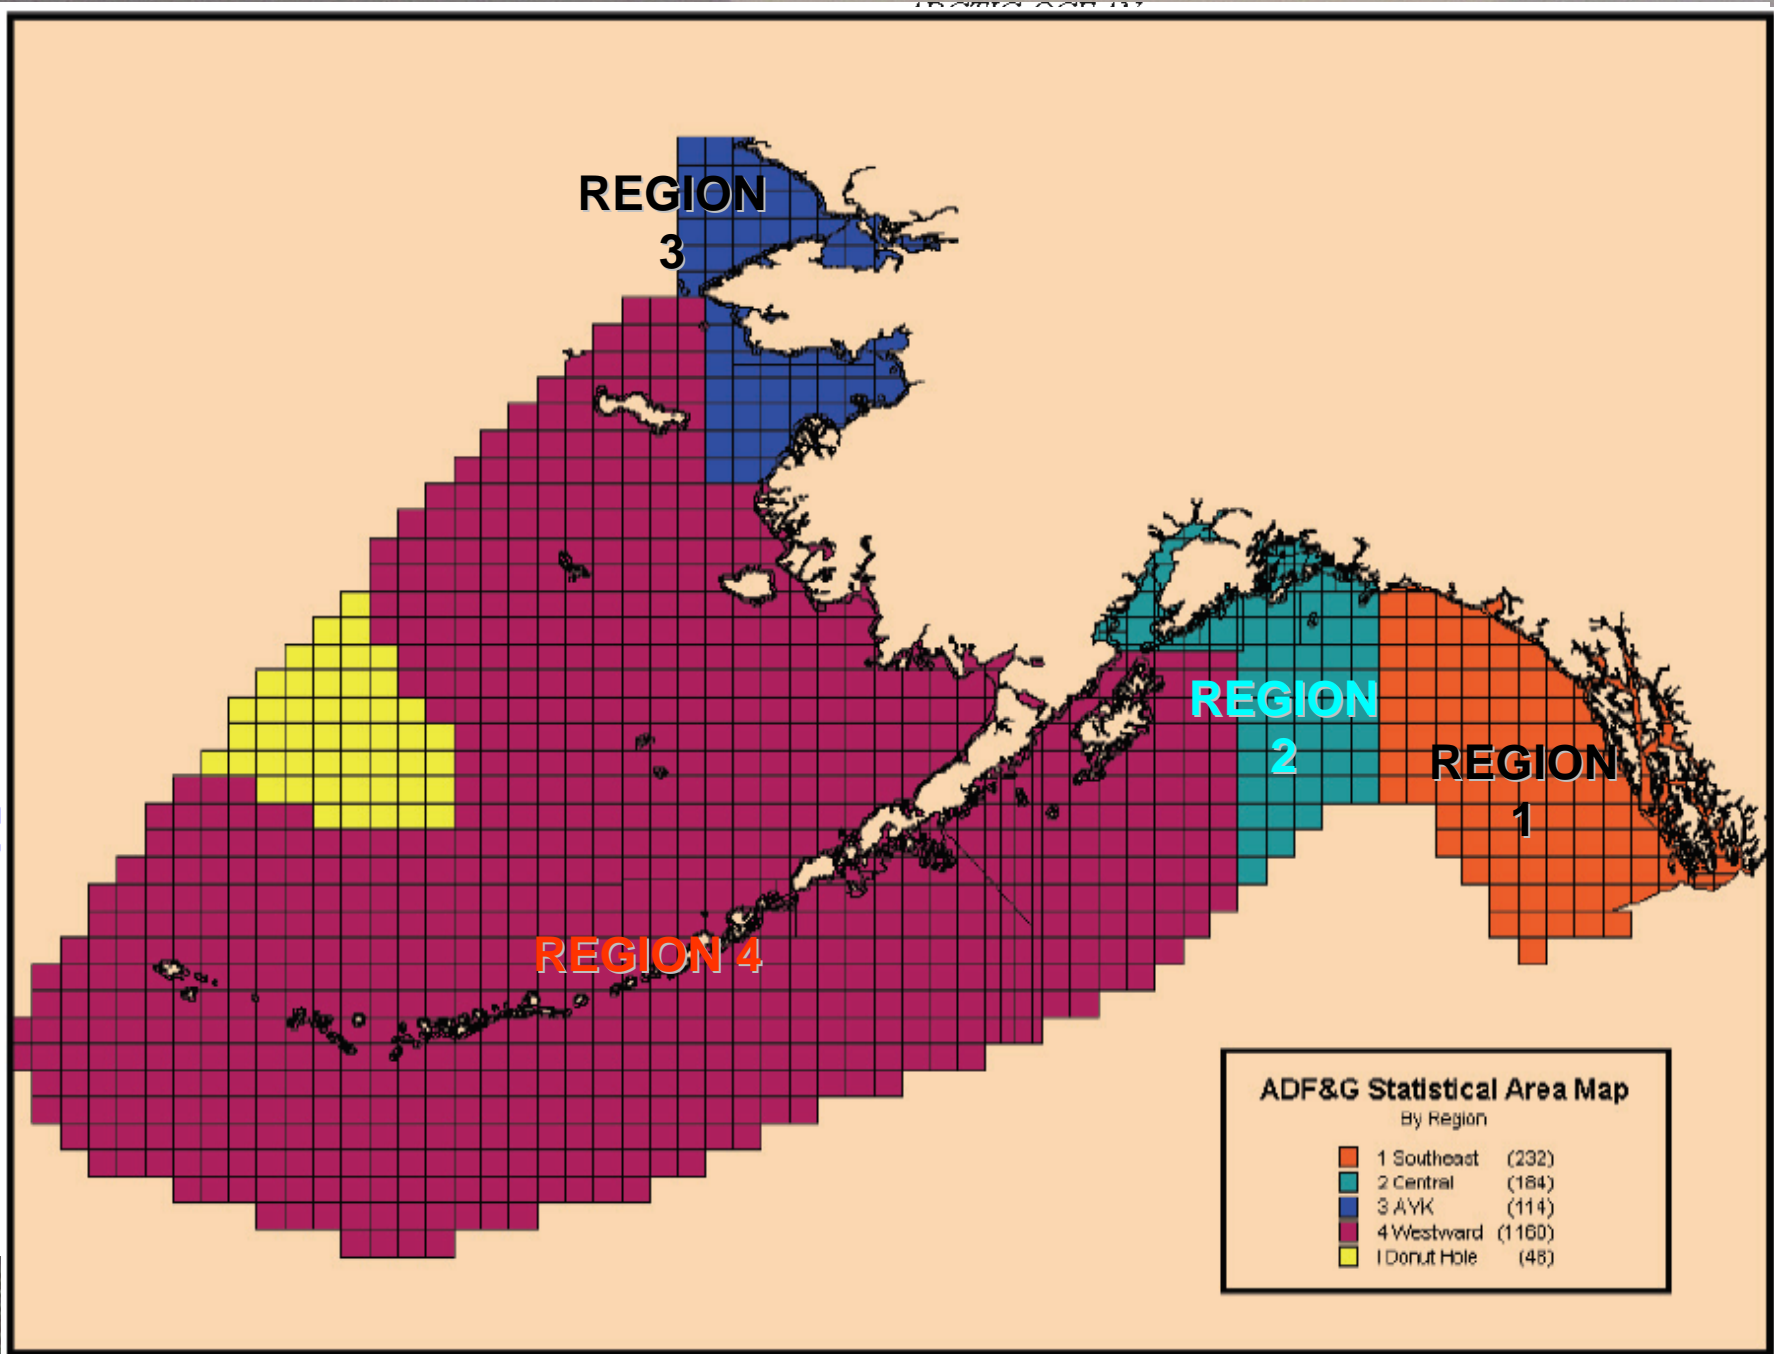 REGION
3
REGION
2
REGION
1
REGION 4
ADF&G Statistical Area Map
By Region
1 Southeast (232)
2 Central (184)
3 AYK (114)
4 Westward (1160)
I Donut Hole (48)